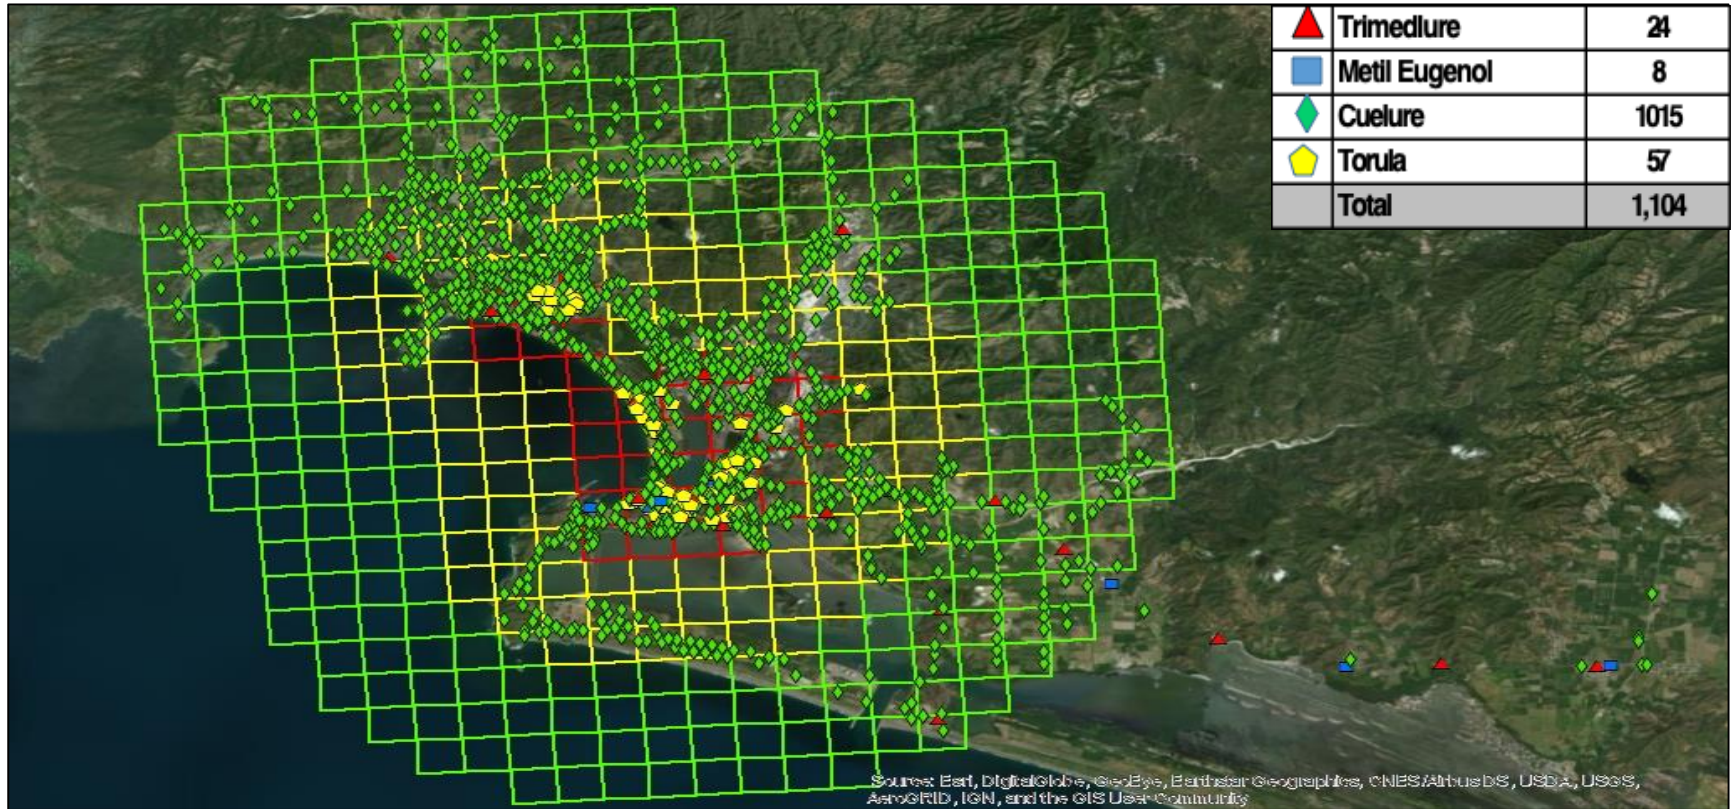 Trimedlure 24
Metil Eugenol 8
Cuelure 1015
Torula 57
Total 1,104
Source: Esri, DigitalGlobe, GeoEye, Earthstar Geographics, CNES/Airbus DS, USDA, USGS,
AeroGRID, IGN, and the GIS User Community